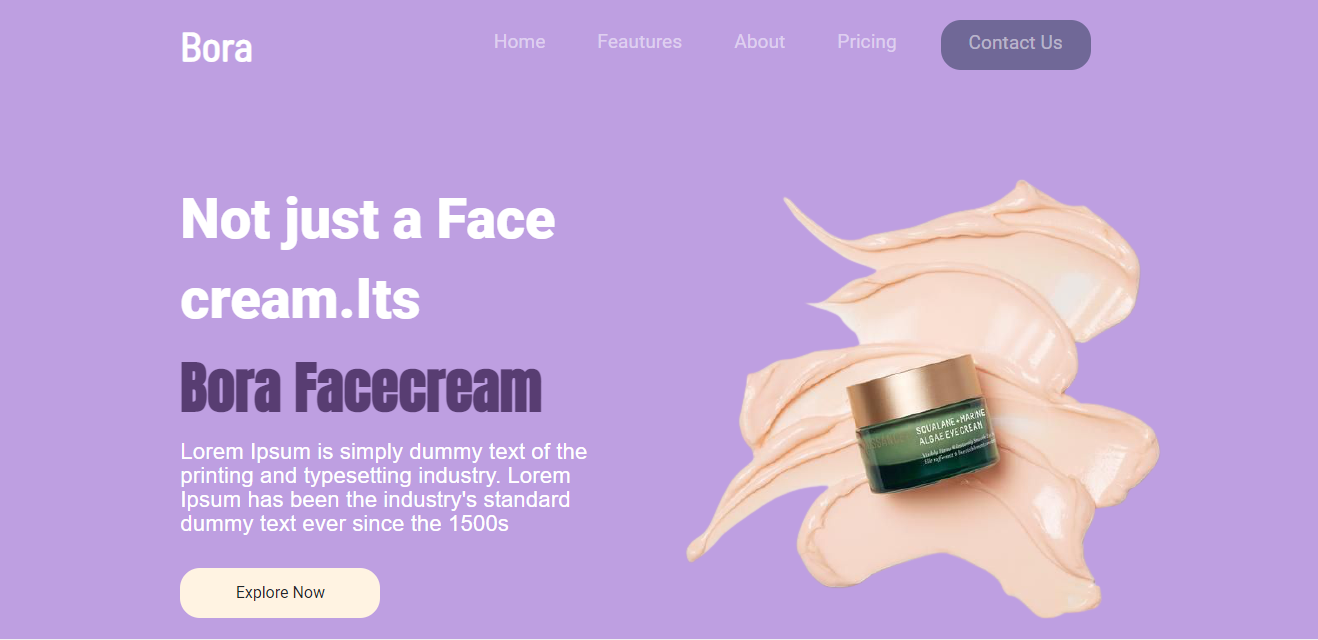 Bora
Home Feautures About Pricing Contact Us
Not just a Face
cream.Its
Bora Facecream
Lorem Ipsum is simply dummy text of the
printing and typesetting industry. Lorem
Ipsum has been the industry's standard
dummy text ever since the 1500s
SQUALANE + MARINE
ALGAE EYE CREAM
Explore Now